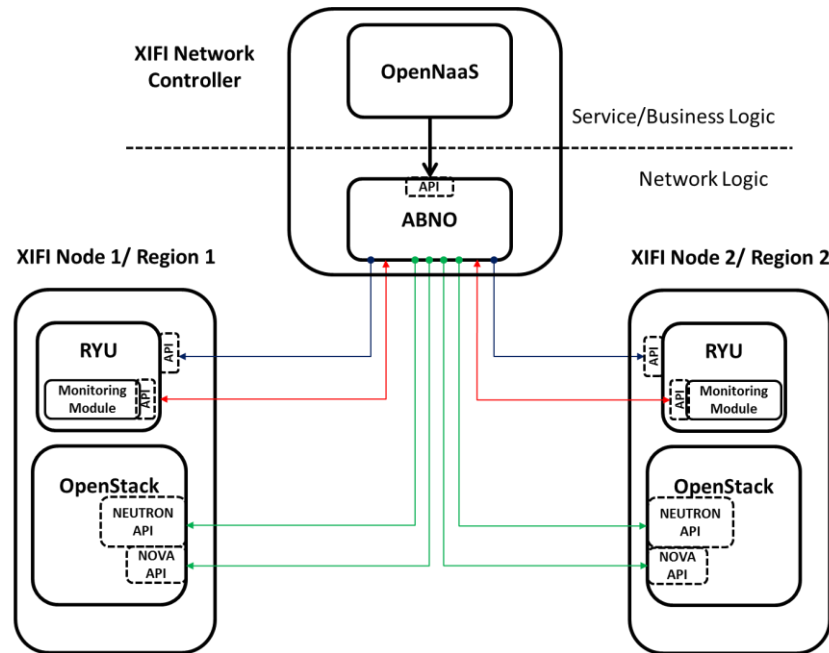 XIFI Network
Controller
OpenNaaS
Service/Business Logic
Network Logic
API
ABNO
XIFI Node 1/ Region 1
RYU
API
Monitoring
Module
API
OpenStack
NEUTRON
API
NOVA
API
XIFI Node 2/ Region 2
API
RYU
API
Monitoring
Module
OpenStack
NEUTRON
API
NOVA
API